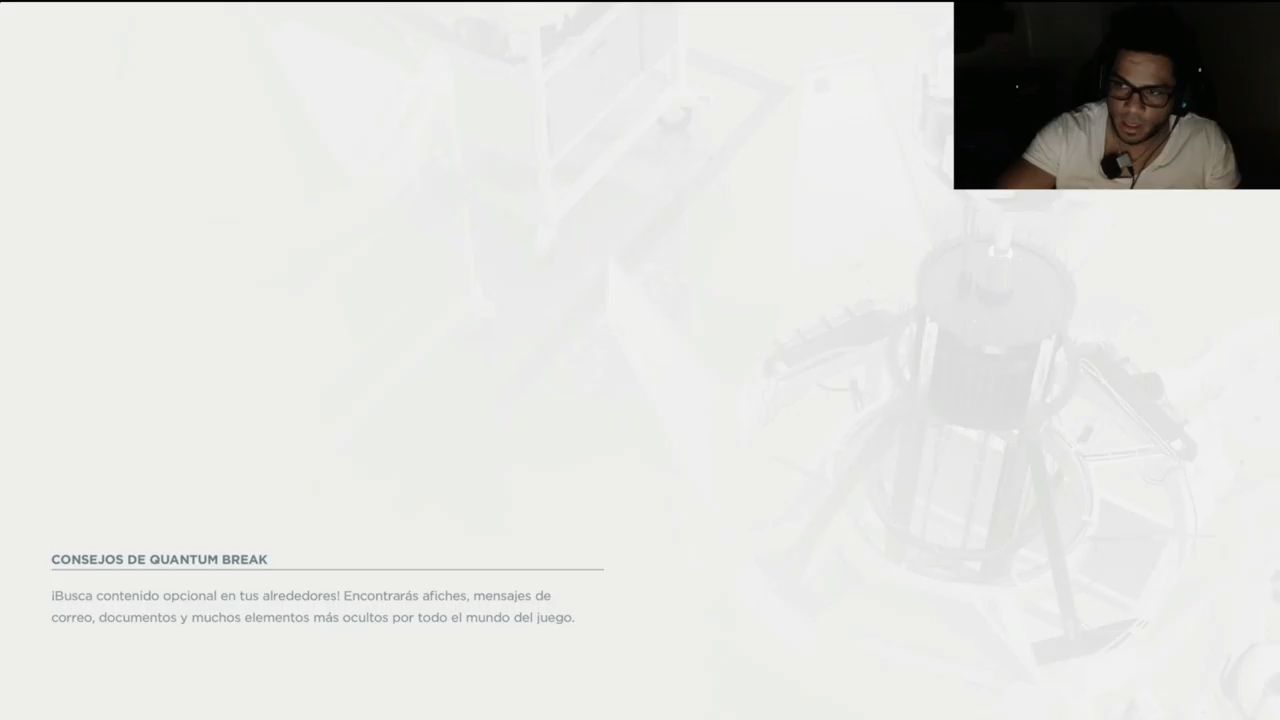 CONSEJOS DE QUANTUM BREAK
¡Busca contenido opcional en tus alrededores! Encontrarás afiches, mensajes de
correo, documentos y muchos elementos más ocultos por todo el mundo del juego.